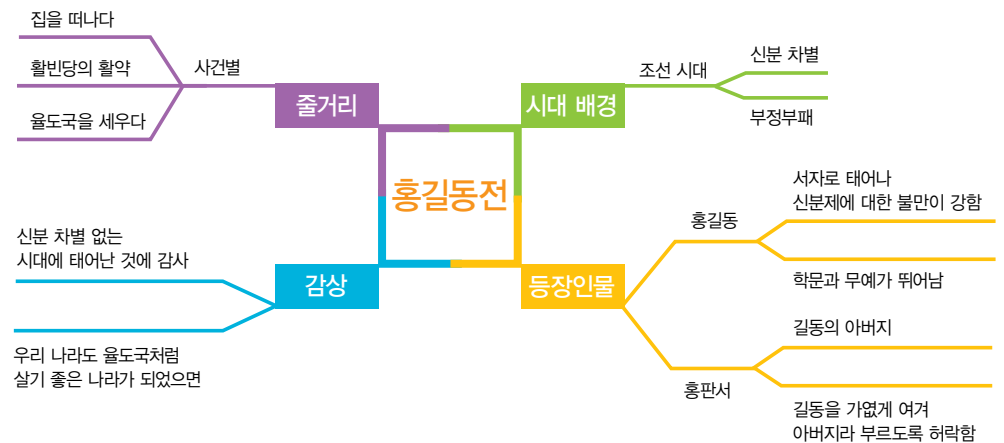 집을 떠나다
활빈당의 활약
율도국을 세우다
사건별
줄거리
시대 배경
조선 시대
신분 차별
부정부패
홍길동전
신분 차별 없는
시대에 태어난 것에 감사
우리 나라도 율도국처럼
살기 좋은 나라가 되었으면
감상
등장인물
홍길동
서자로 태어나
신분제에 대한 불만이 강함
학문과 무예가 뛰어남
홍판서
길동의 아버지
길동을 가엾게 여겨
아버지라 부르도록 허락함